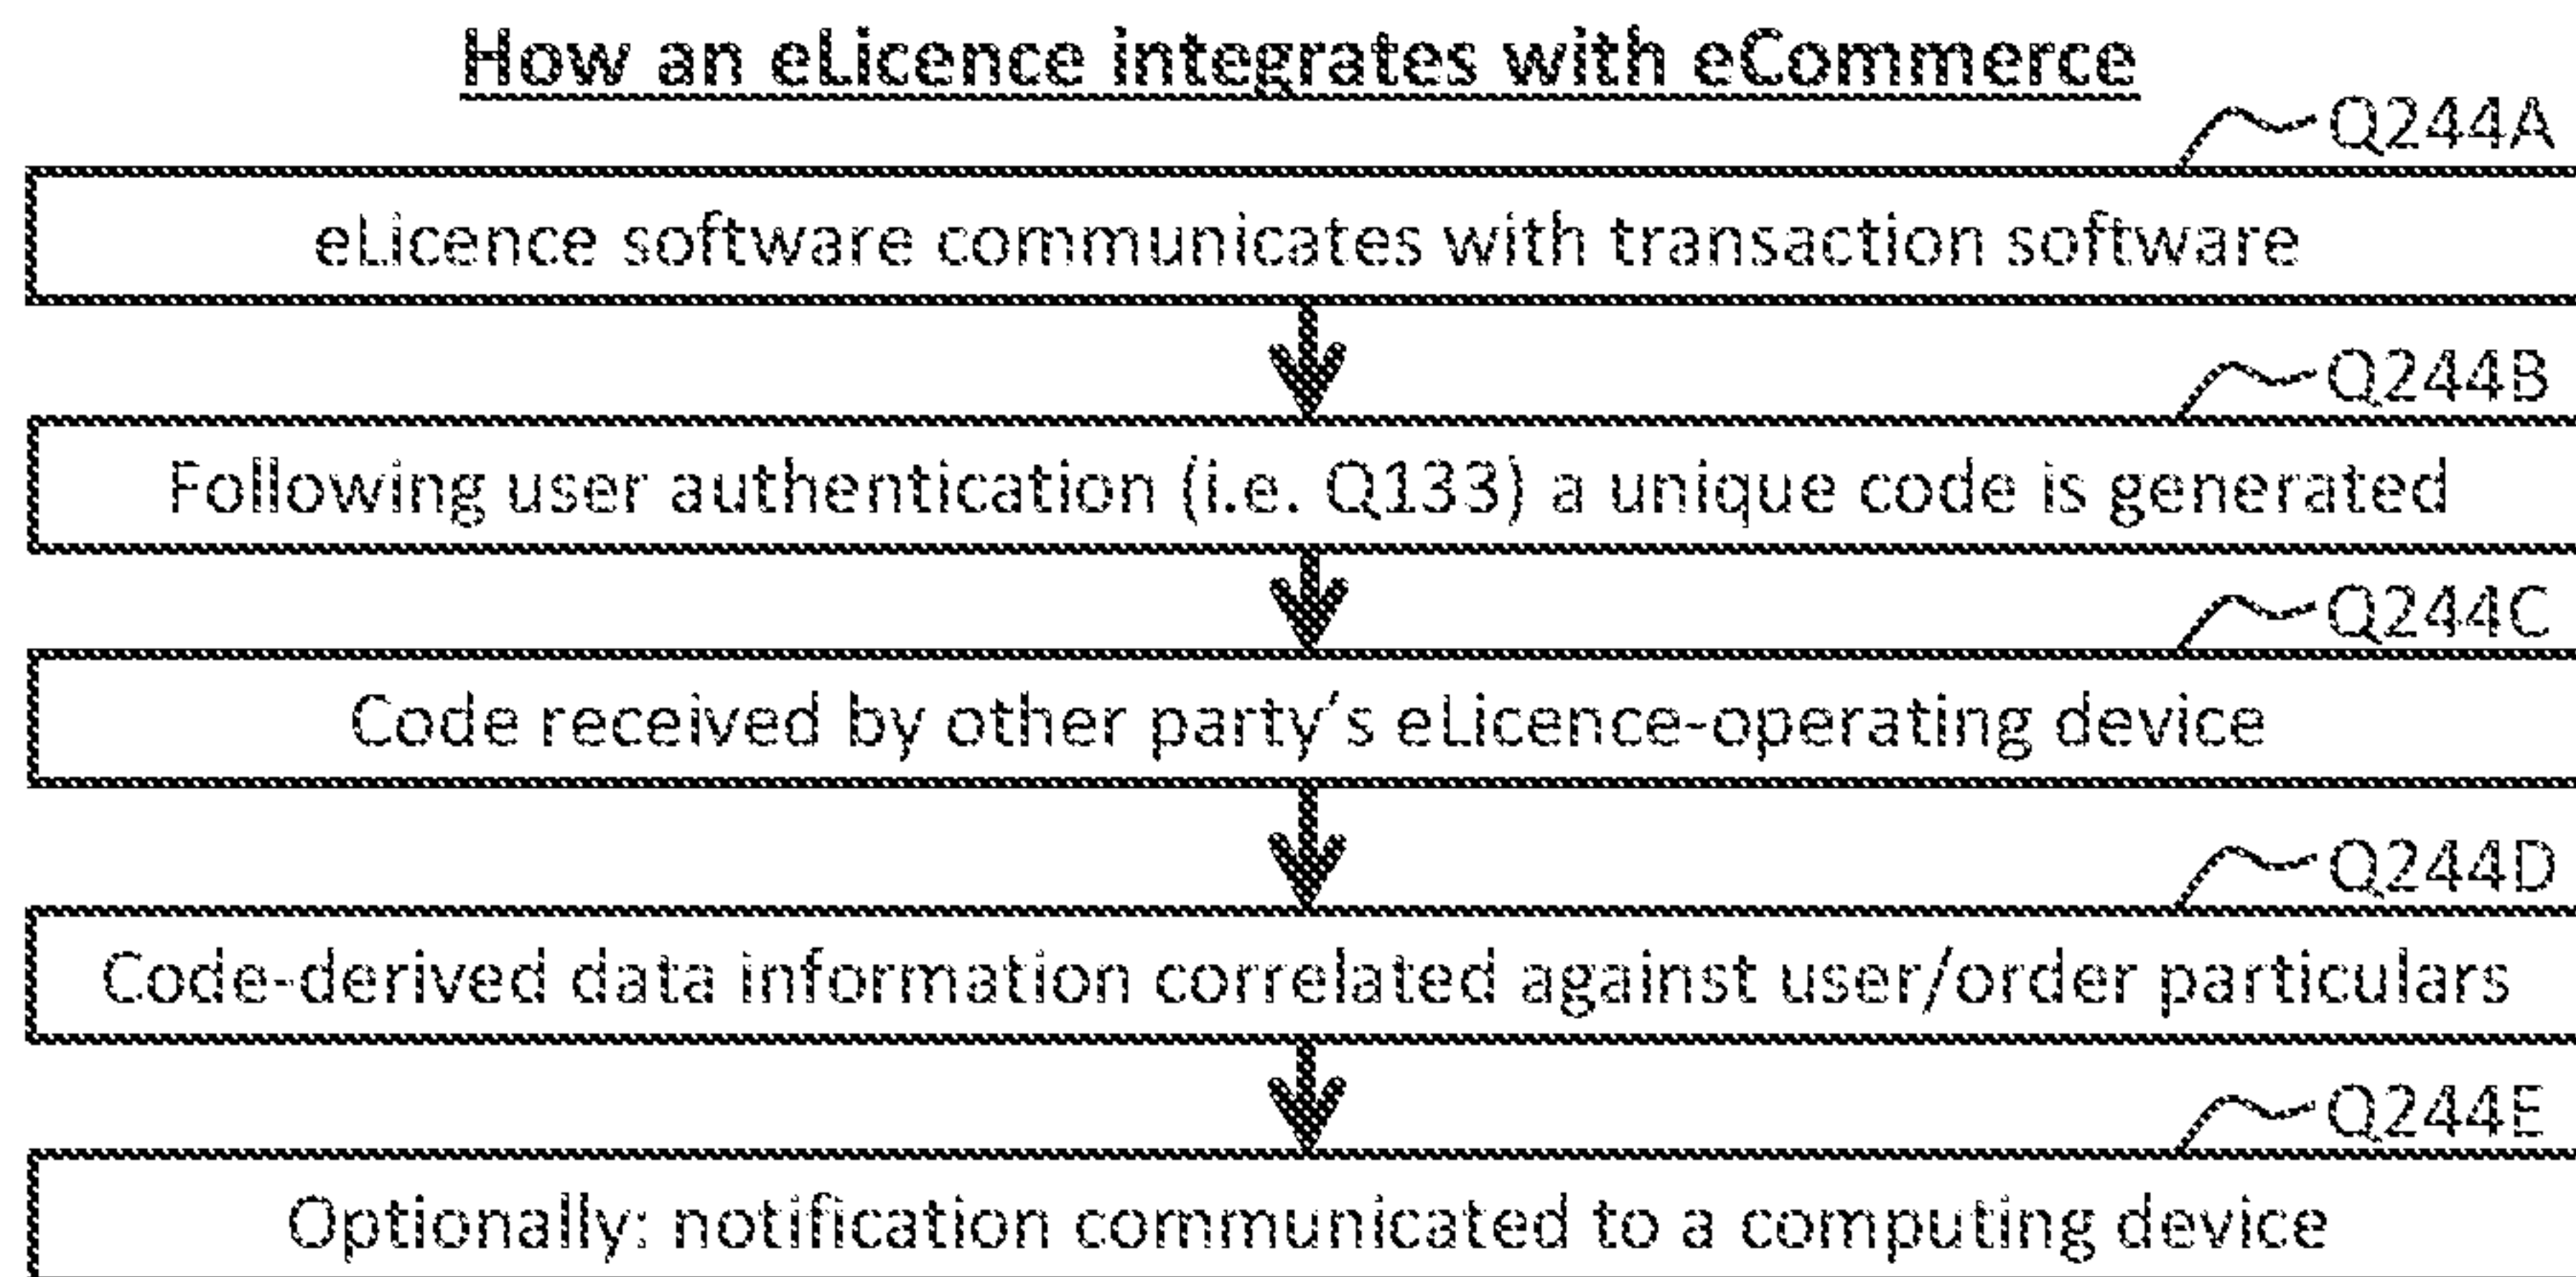 How an eLicence integrates with eCommerce
Q244A
eLicence software communicates with transaction software
Q244B
Following user authentication (i.e. Q133) a unique code is generated
Q244C
Code received by other party's eLicence-operating device
Q244D
Code-derived data information correlated against user/order particulars
Q244E
Optionally: notification communicated to a computing device